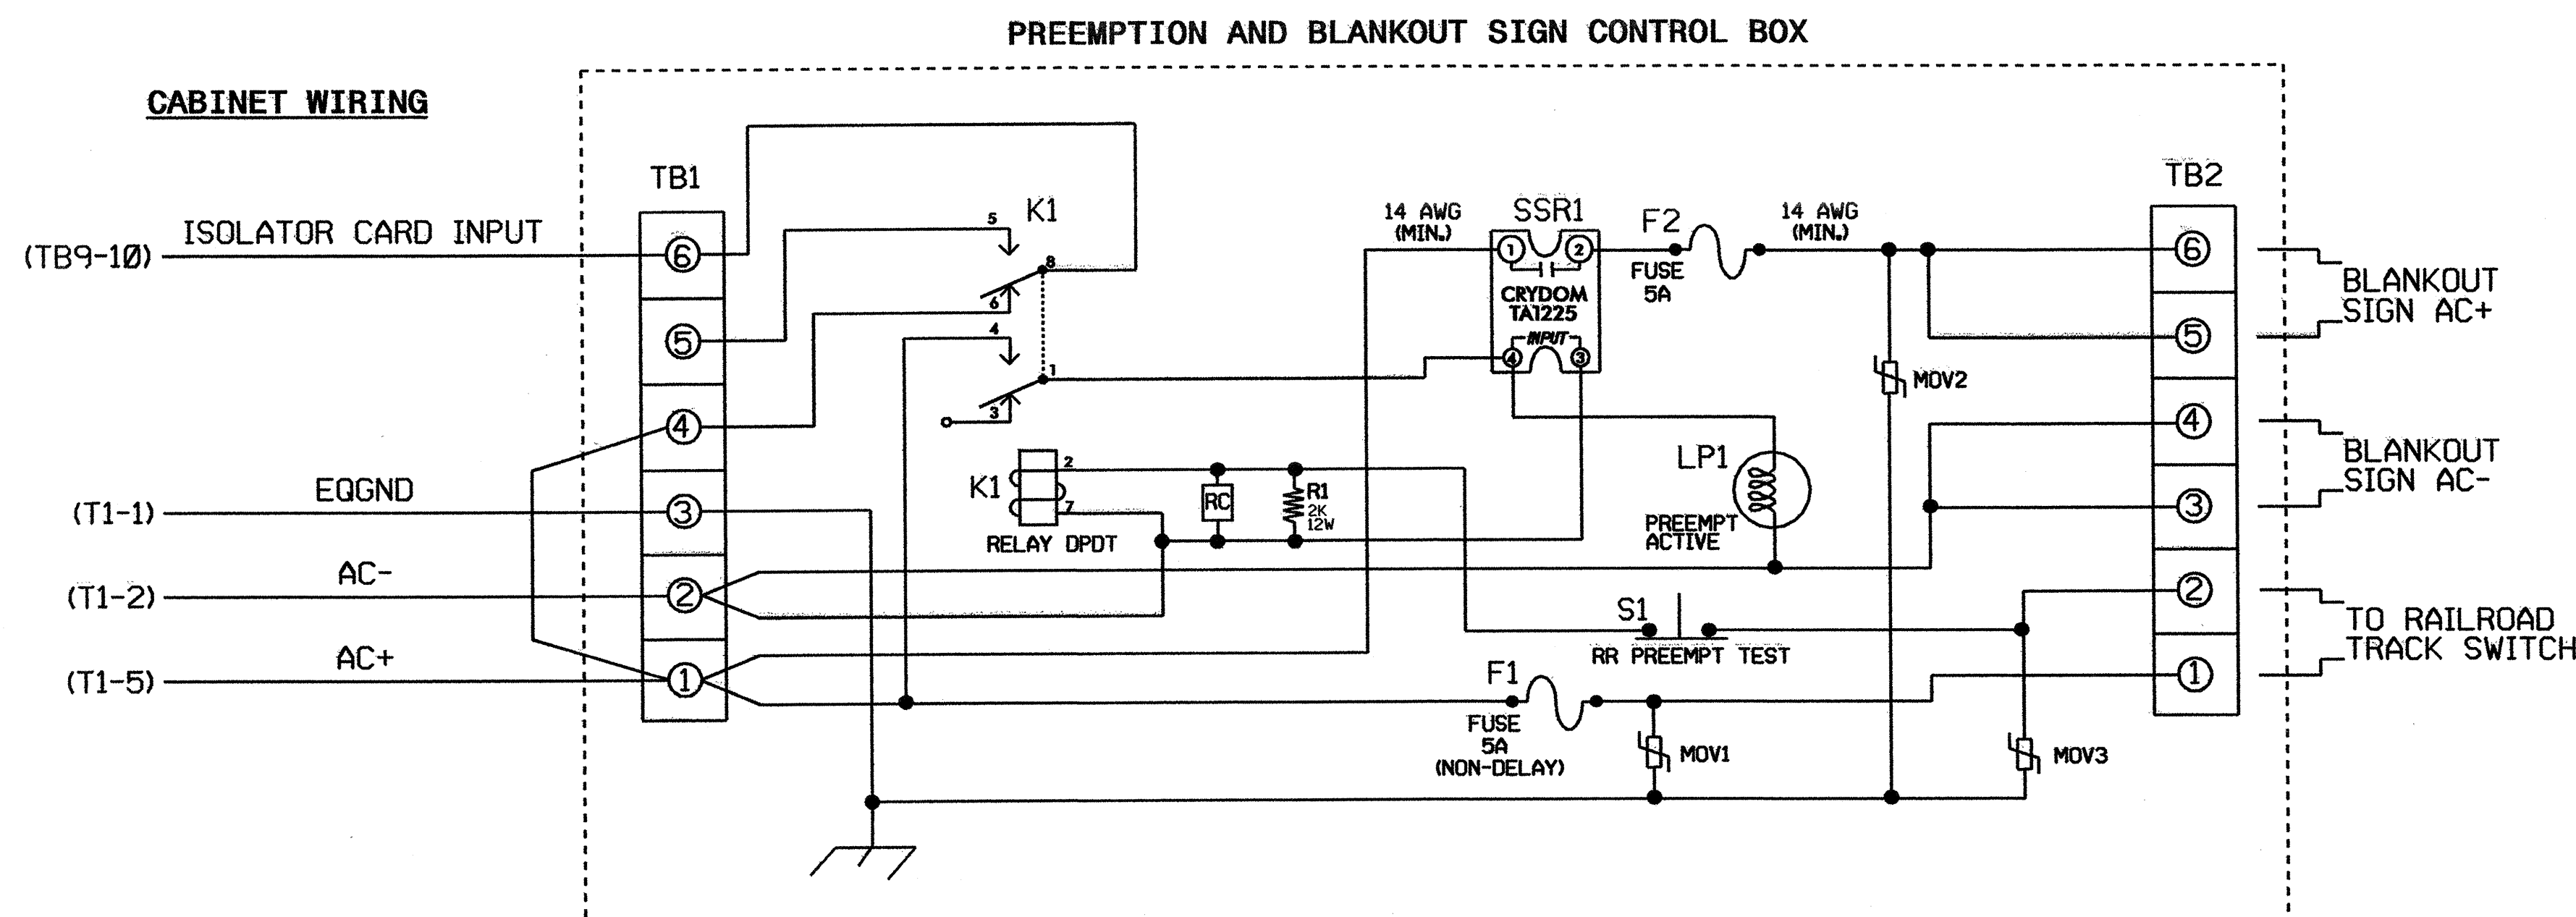 PREEMPTION AND BLANKOUT SIGN CONTROL BOX
CABINET WIRING
TB1
TB2
(TB9-10)
ISOLATOR CARD INPUT
6
5
4
3
2
1
EQGND
(T1-1)
AC-
(T1-2)
AC+
(T1-5)
K1
5
8
6
4
1
3
K1
2
7
RELAY DPDT
RC
R1
2K
12W
14 AWG
(MIN.)
SSR1
1
2
CRYDOM
TA1225
INPUT
4
3
F2
FUSE
5A
14 AWG
(MIN.)
MOV2
LP1
PREEMPT
ACTIVE
S1
RR PREEMPT TEST
F1
FUSE
5A
(NON-DELAY)
MOV1
MOV3
6
5
4
3
2
1
BLANKOUT
SIGN AC+
BLANKOUT
SIGN AC-
TO RAILROAD
TRACK SWITCH